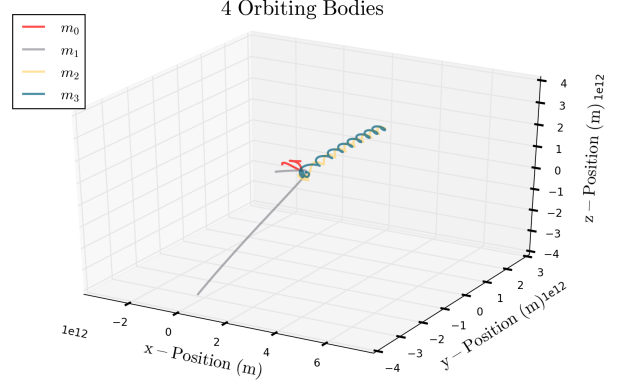 4 Orbiting Bodies
m₀
m₁
m₂
m₃
1e12
−2
0
2
4
6
x − Position (m)
−4
−3
−2
−1
0
1
2
3
y − Position (m)
1e12
−4
−3
−2
−1
0
1
2
3
4
z − Position (m)
1e12